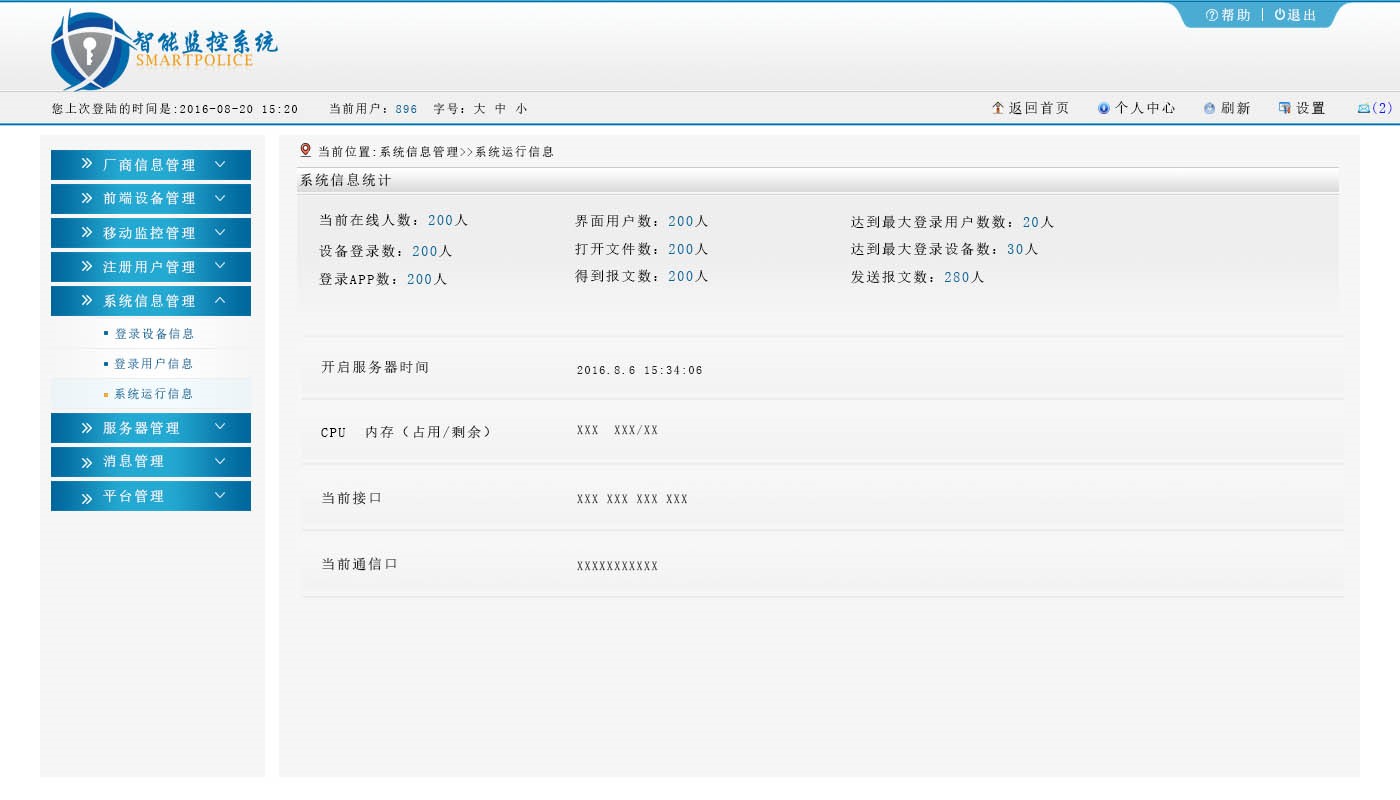 帮助 | 退出
智能监控系统
SMARTPOLICE
您上次登陆的时间是:2016-08-20 15:20 当前用户: 896 字号: 大 中 小
返回首页 个人中心 刷新 设置 (2)
厂商信息管理
前端设备管理
移动监控管理
注册用户管理
系统信息管理
登录设备信息
登录用户信息
系统运行信息
服务器管理
消息管理
平台管理
当前位置:系统信息管理>>系统运行信息
系统信息统计
当前在线人数: 200人 界面用户数: 200人 达到最大登录用户数数: 20人
设备登录数: 200人 打开文件数: 200人 达到最大登录设备数: 30人
登录APP数: 200人 得到报文数: 200人 发送报文数: 280人
开启服务器时间 2016.8.6 15:34:06
CPU 内存（占用/剩余） XXX XXX/XX
当前接口 XXX XXX XXX XXX
当前通信口 XXXXXXXXXXX